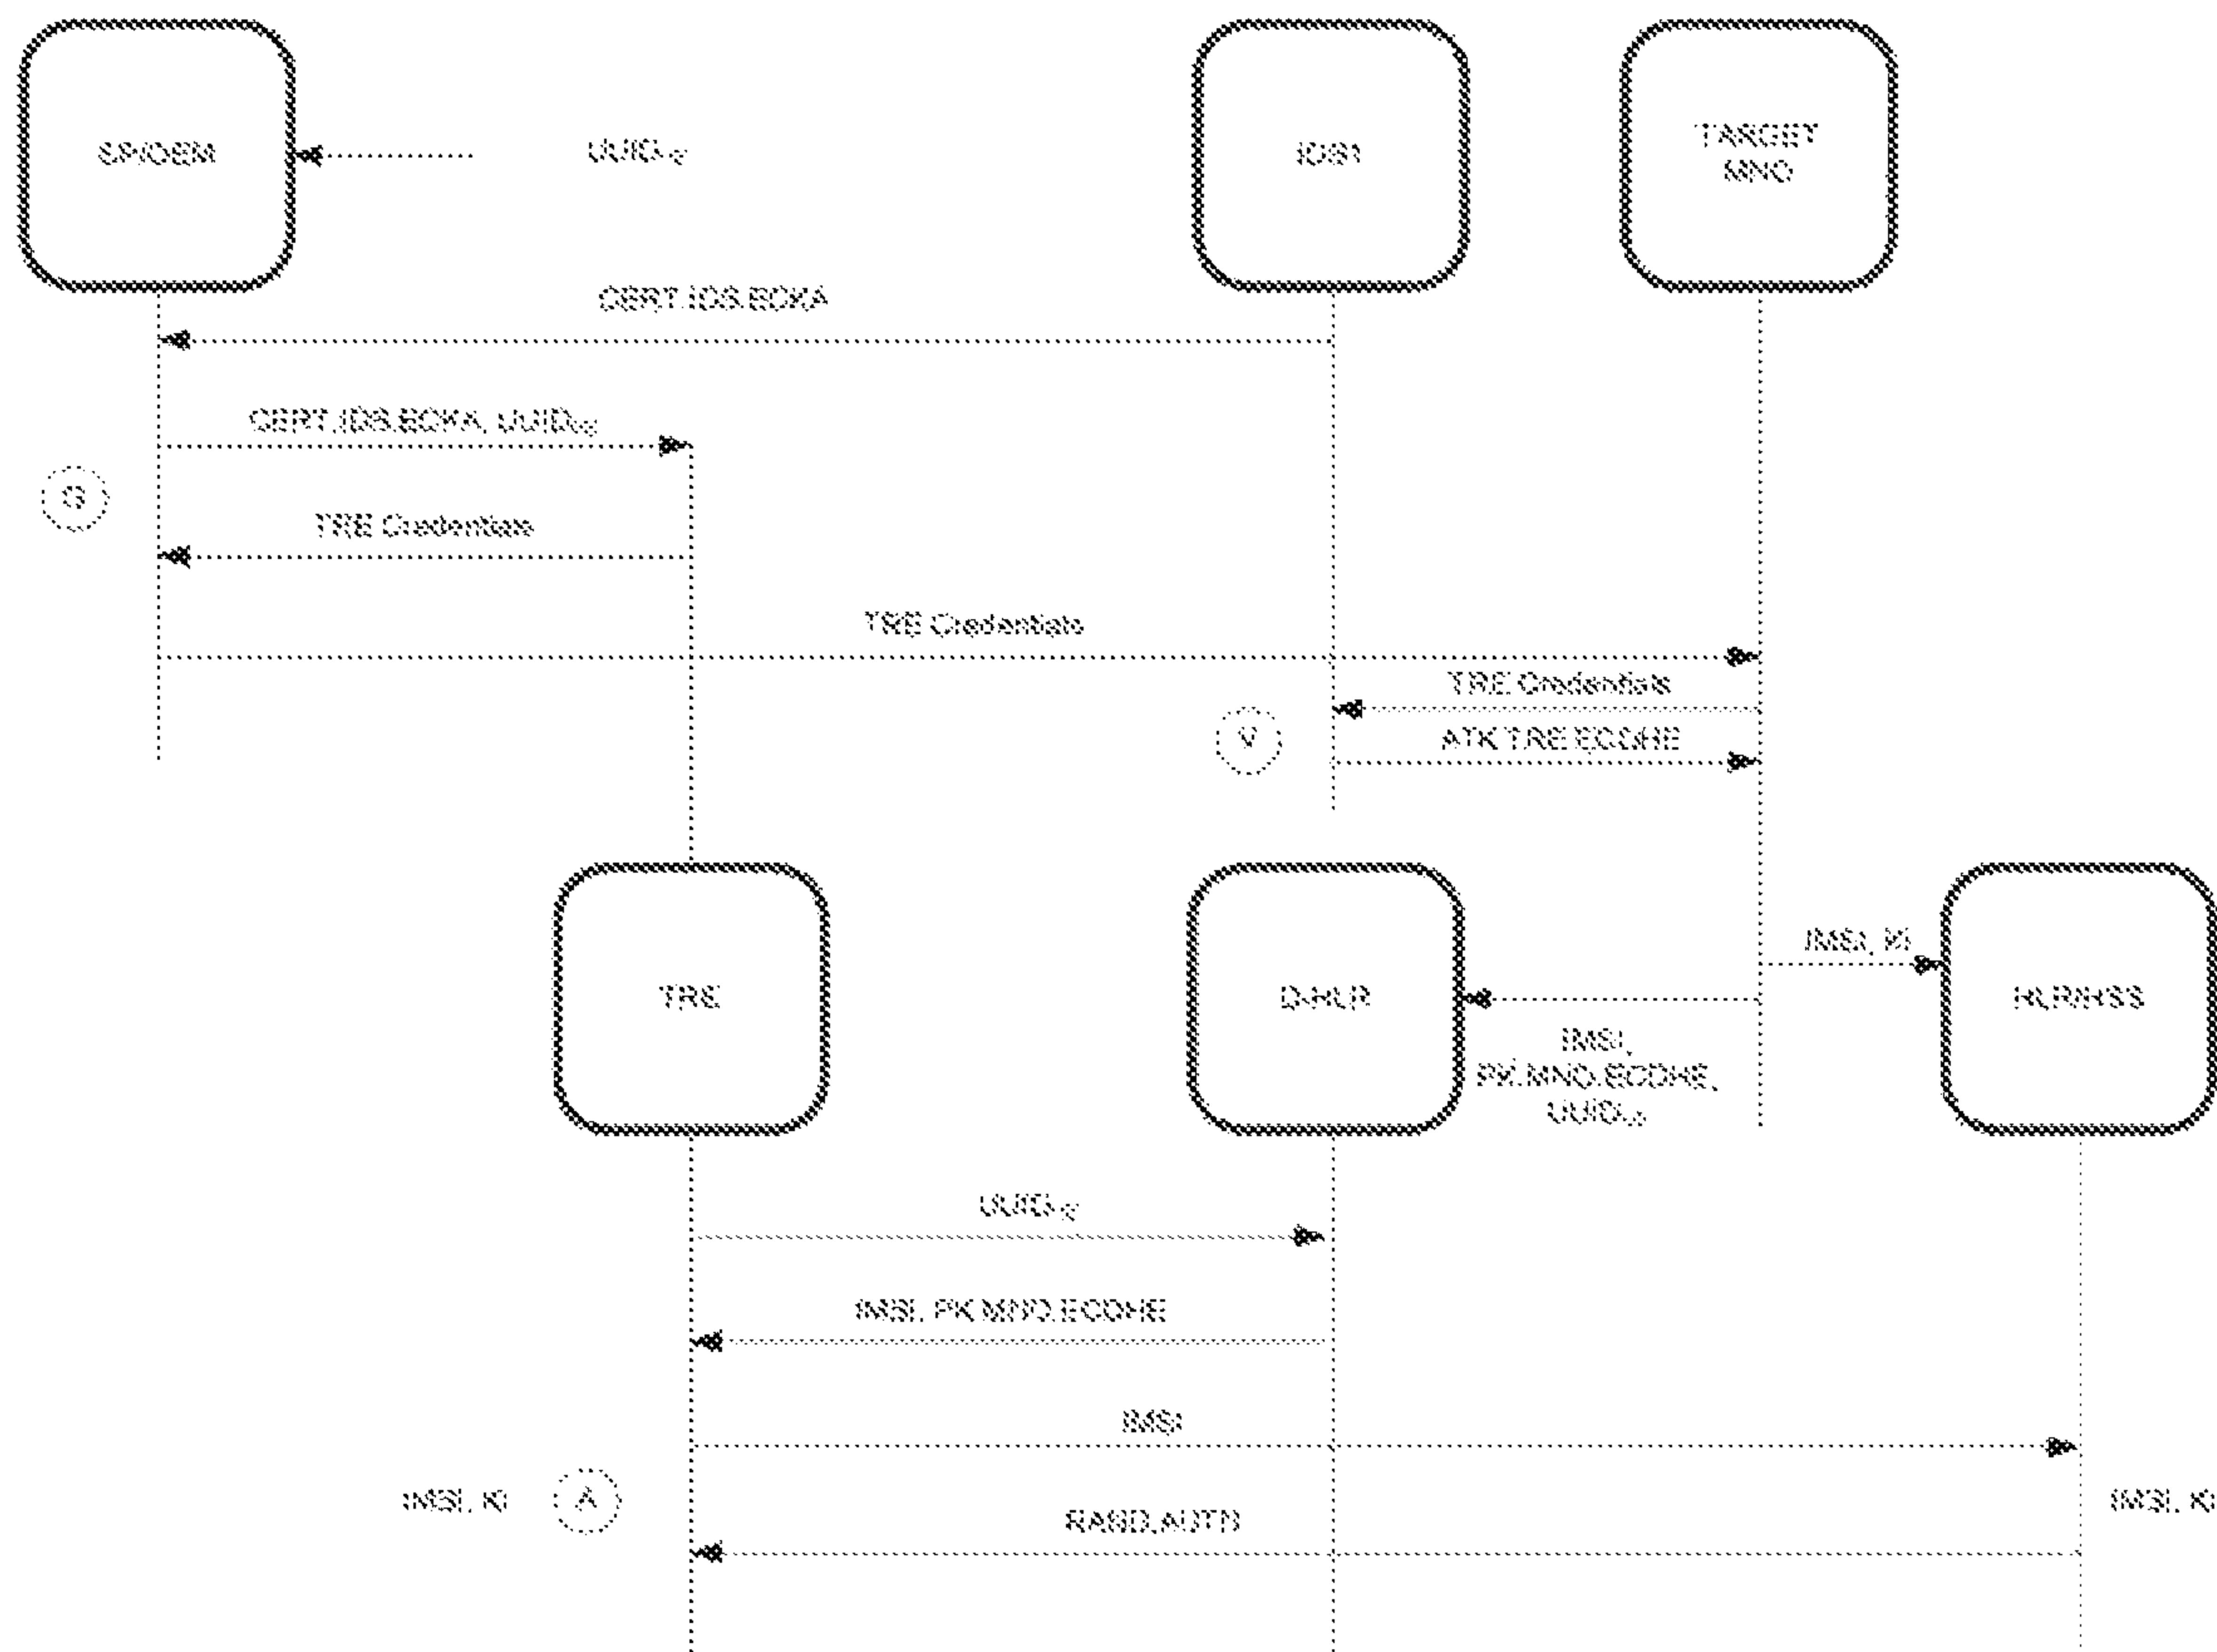 SP/OEM
UUID
IDS1
TARGET
MNO
CERT.IDS.ECKA
CERT.IDS.ECKA, UUID
G
TRE Credentials
TRE Credentials
TRE Credentials
V
ATK.TRE.ECDHE
IMSI, Ki
TRE
D-HLR
HLR/HSS
IMSI,
PK.MNO.ECDHE,
UUID
UUID
IMSI, PK.MNO.ECDHE
IMSI
IMSI, Ki
A
IMSI, Ki
RAND,AUTN